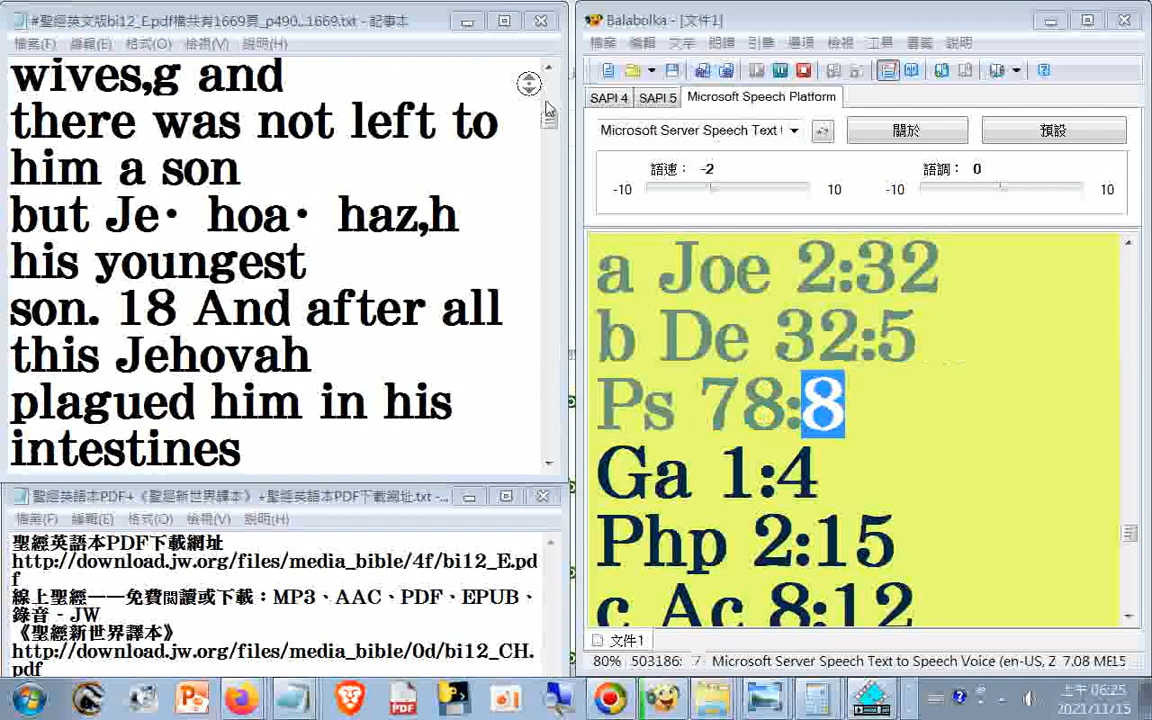 #聖經英文版bi12_E.pdf檔共有1669頁_p490...1669.txt - 記事本
檔案(F) 編輯(E) 格式(O) 檢視(V) 說明(H)
wives,g and
there was not left to
him a son
but Je· hoa· haz,h
his youngest
son. 18 And after all
this Jehovah
plagued him in his
intestines
聖經英語本PDF+《聖經新世界譯本》+聖經英語本PDF下載網址.txt -...
檔案(F) 編輯(E) 格式(O) 檢視(V) 說明(H)
聖經英語本PDF下載網址
http://download.jw.org/files/media_bible/4f/bi12_E.pd
f
線上聖經——免費閱讀或下載：MP3、AAC、PDF、EPUB、
錄音 - JW
《聖經新世界譯本》
http://download.jw.org/files/media_bible/0d/bi12_CH.
pdf
Balabolka - [文件1]
檔案 編輯 文字 朗讀 引擎 選項 檢視 工具 書籤 說明
SAPI 4 SAPI 5 Microsoft Speech Platform
Microsoft Server Speech Text 關於 預設
語速： -2 語調： 0
-10 10 -10 10
a Joe 2:32
b De 32:5
Ps 78:8
Ga 1:4
Php 2:15
c Ac 8:12
文件1
80% 503186: 7 Microsoft Server Speech Text to Speech Voice (en-US, Z 7.08 ME15
上午 06:25
2021/11/15